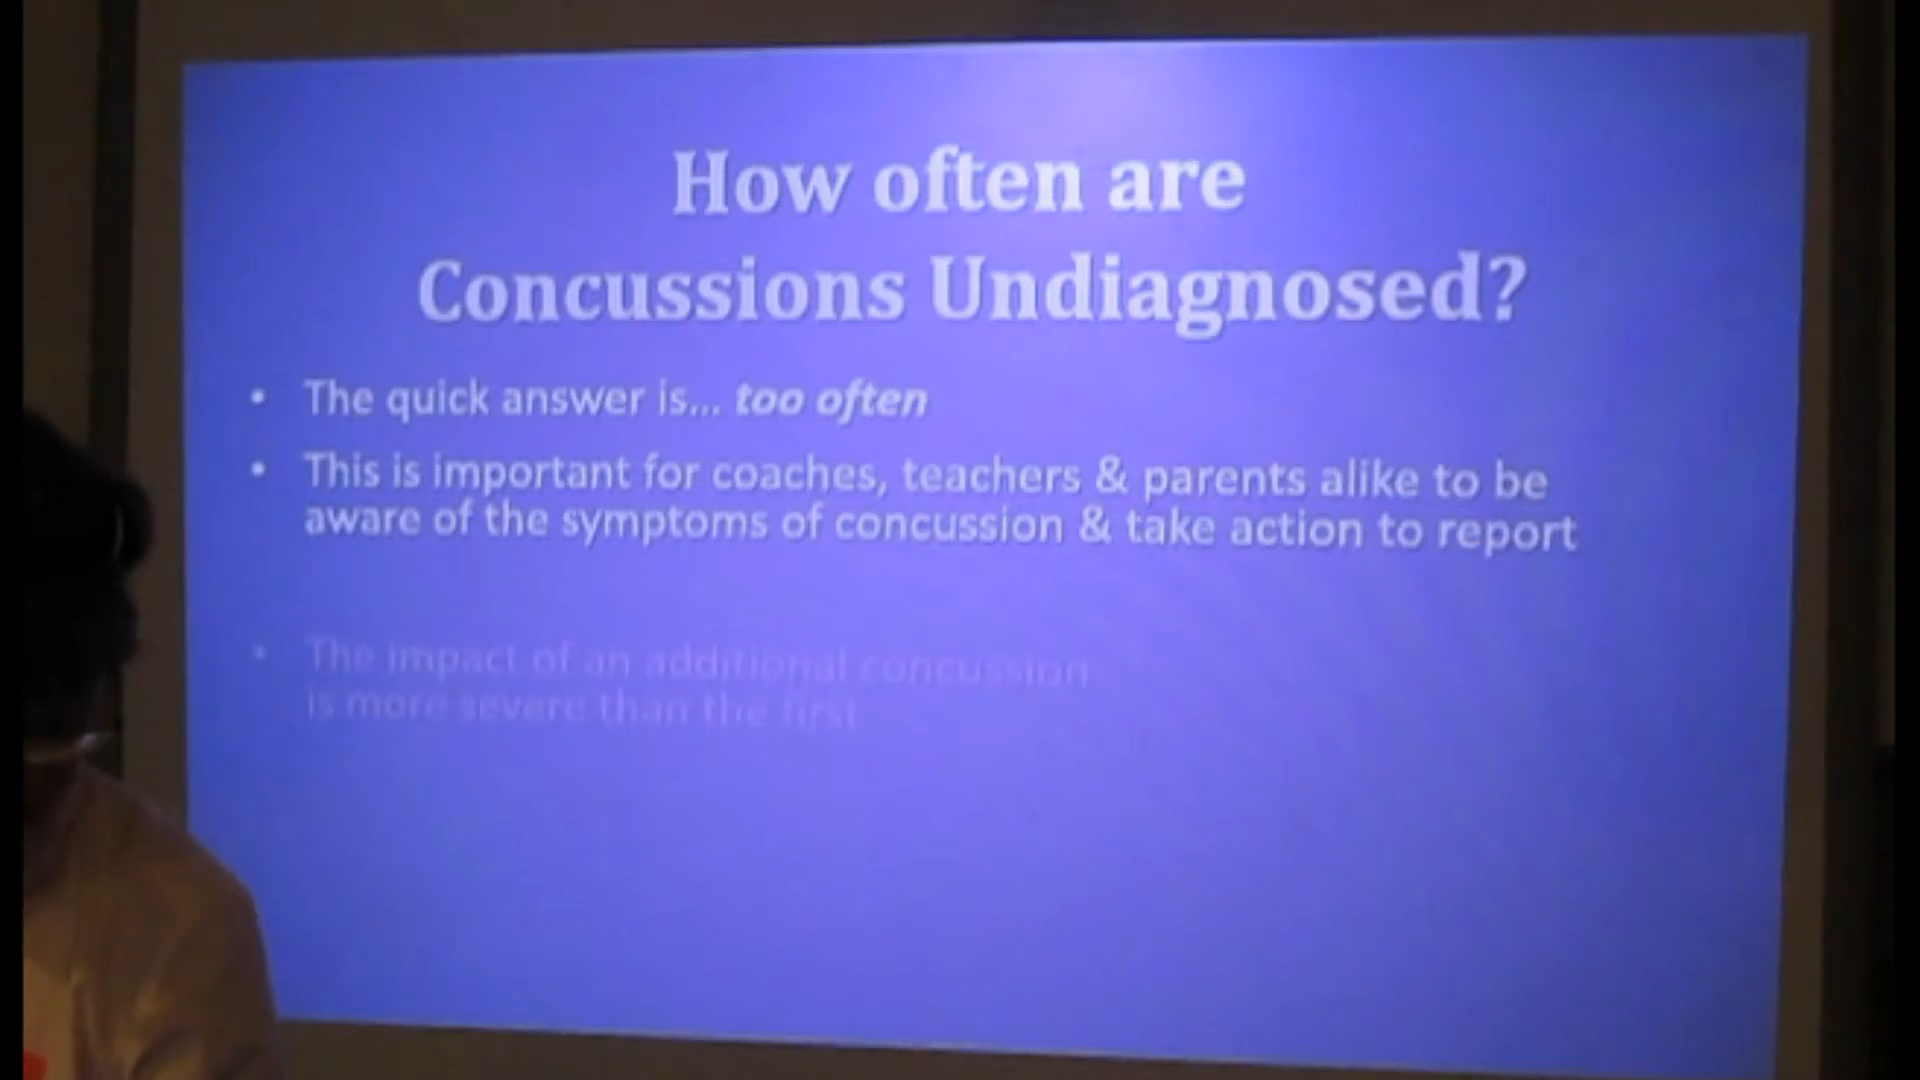 How often are
Concussions Undiagnosed?
• The quick answer is... too often
• This is important for coaches, teachers & parents alike to be
aware of the symptoms of concussion & take action to report
• The impact of an additional concussion
is more severe than the first